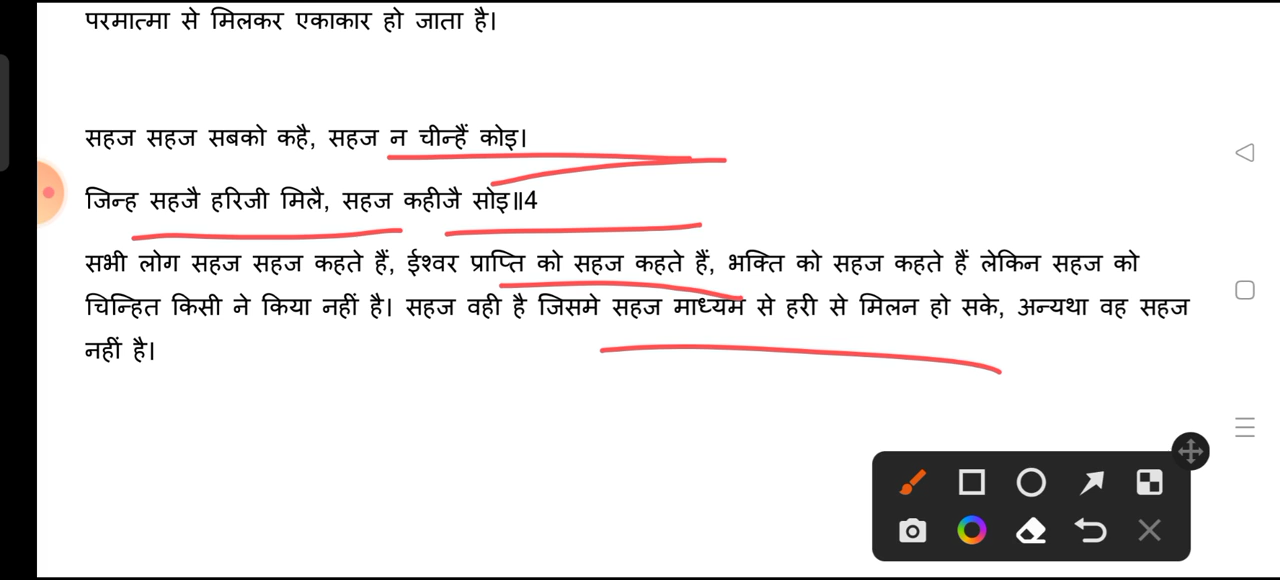 परमात्मा से मिलकर एकाकार हो जाता है।
सहज सहज सबको कहै, सहज न चीन्हैं कोइ।
जिन्ह सहजै हरिजी मिलै, सहज कहीजै सोइ॥4
सभी लोग सहज सहज कहते हैं, ईश्वर प्राप्ति को सहज कहते हैं, भक्ति को सहज कहते हैं लेकिन सहज को
चिन्हित किसी ने किया नहीं है। सहज वही है जिसमे सहज माध्यम से हरी से मिलन हो सके, अन्यथा वह सहज
नहीं है।